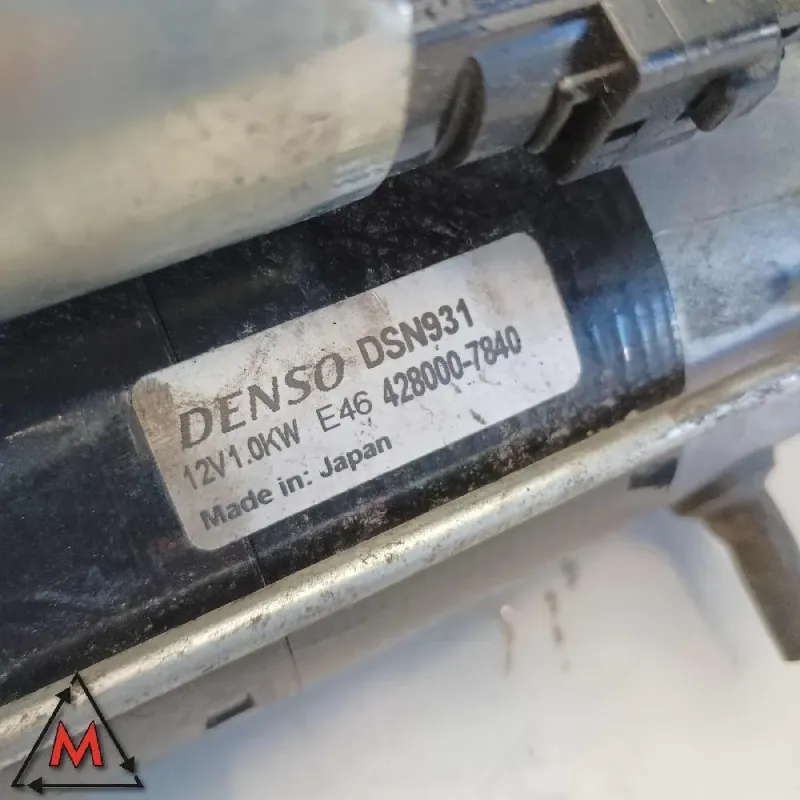 DENSO DSN931
12V1.0KW E46 428000-7840
Made in: Japan
M